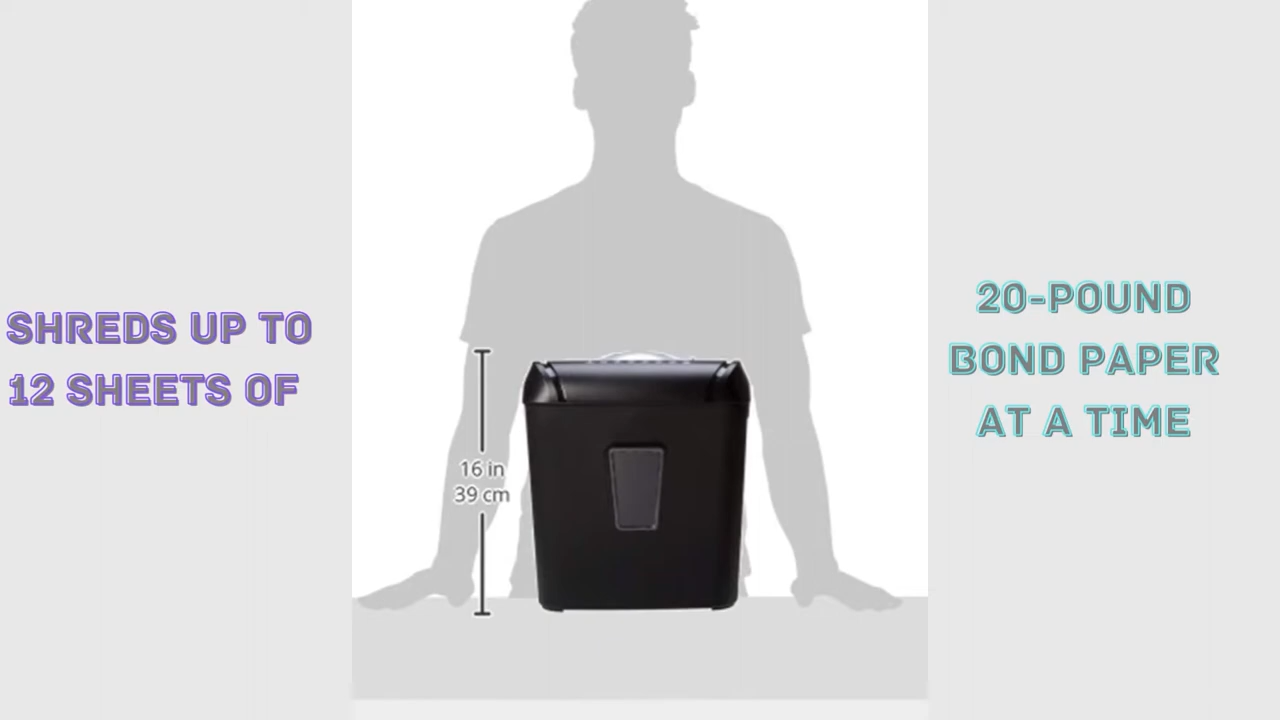 SHREDS UP TO
12 SHEETS OF
16 in
39 cm
20-POUND
BOND PAPER
AT A TIME